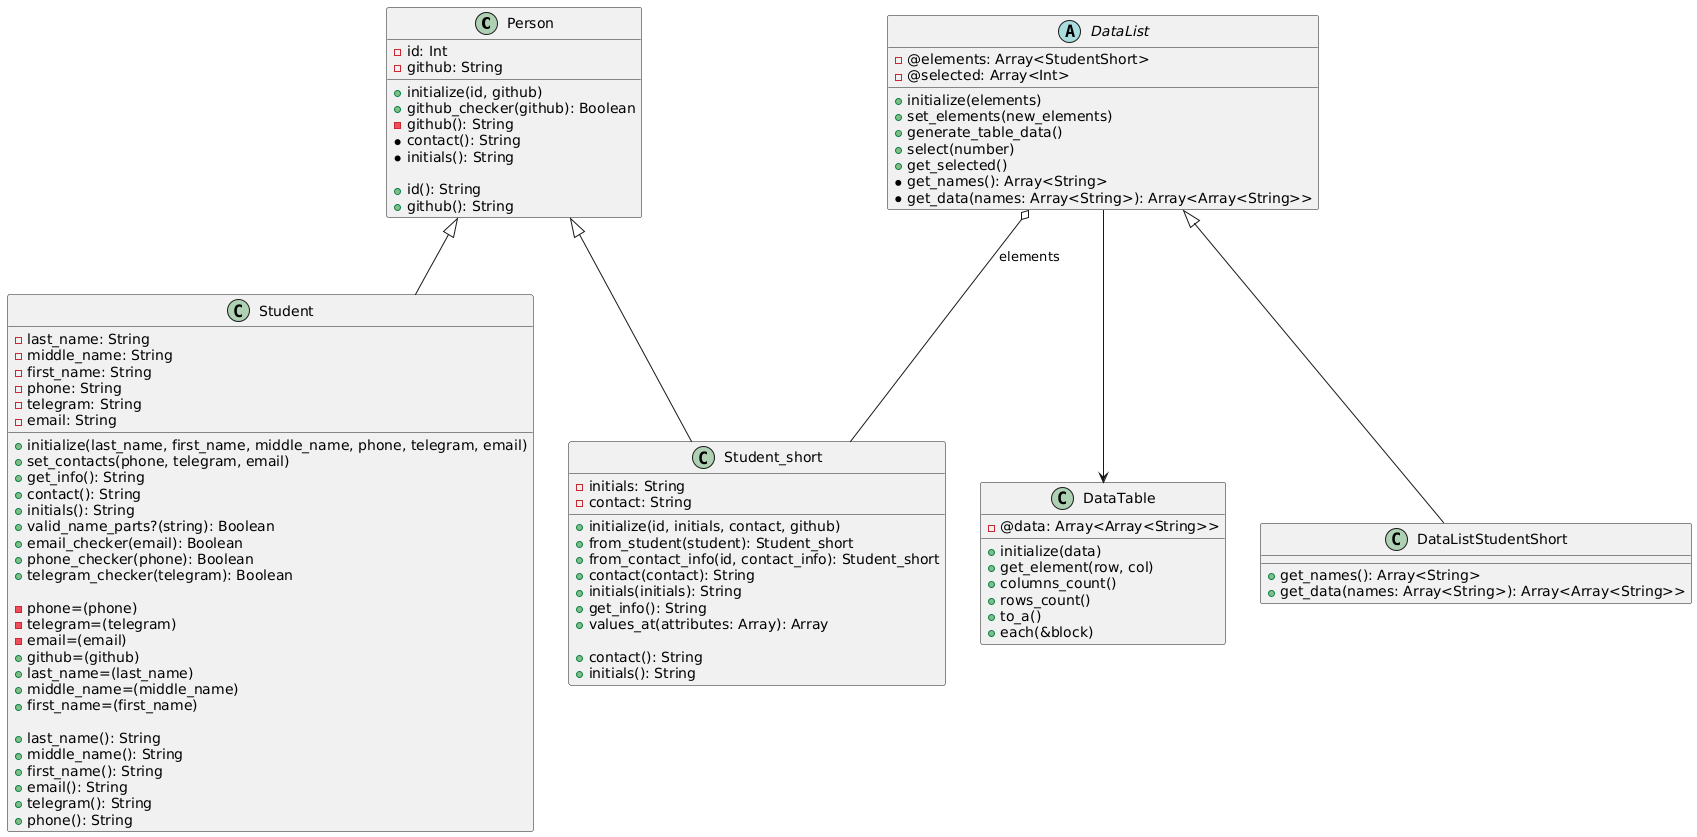 C Person
id: Int
github: String
initialize(id, github)
github_checker(github): Boolean
github(): String
contact(): String
initials(): String
id(): String
github(): String
A DataList
@elements: Array<StudentShort>
@selected: Array<Int>
initialize(elements)
set_elements(new_elements)
generate_table_data()
select(number)
get_selected()
get_names(): Array<String>
get_data(names: Array<String>): Array<Array<String>>
elements
C Student
last_name: String
middle_name: String
first_name: String
phone: String
telegram: String
email: String
initialize(last_name, first_name, middle_name, phone, telegram, email)
set_contacts(phone, telegram, email)
get_info(): String
contact(): String
initials(): String
valid_name_parts?(string): Boolean
email_checker(email): Boolean
phone_checker(phone): Boolean
telegram_checker(telegram): Boolean
phone=(phone)
telegram=(telegram)
email=(email)
github=(github)
last_name=(last_name)
middle_name=(middle_name)
first_name=(first_name)
last_name(): String
middle_name(): String
first_name(): String
email(): String
telegram(): String
phone(): String
C Student_short
initials: String
contact: String
initialize(id, initials, contact, github)
from_student(student): Student_short
from_contact_info(id, contact_info): Student_short
contact(contact): String
initials(initials): String
get_info(): String
values_at(attributes: Array): Array
contact(): String
initials(): String
C DataTable
@data: Array<Array<String>>
initialize(data)
get_element(row, col)
columns_count()
rows_count()
to_a()
each(&block)
C DataListStudentShort
get_names(): Array<String>
get_data(names: Array<String>): Array<Array<String>>